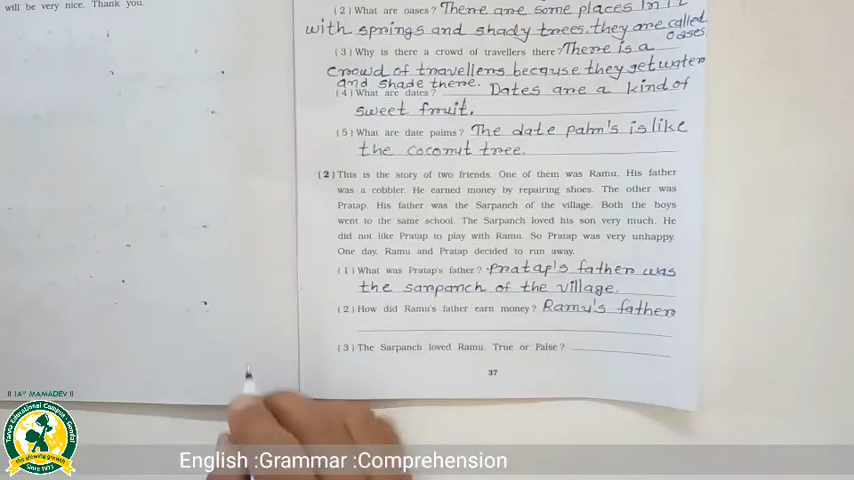 will be very nice. Thank you.
(2) What are oases? There are some places in it
with springs and shady trees. they are called
oases
(3) Why is there a crowd of travellers there? There is a
crowd of travellers because they get water
and shade there.
(4) What are dates? Dates are a kind of
sweet fruit.
(5) What are date palms? The date palm's is like
the coconut tree.
(2) This is the story of two friends. One of them was Ramu. His father
was a cobbler. He earned money by repairing shoes. The other was
Pratap. His father was the Sarpanch of the village. Both the boys
went to the same school. The Sarpanch loved his son very much. He
did not like Pratap to play with Ramu. So Pratap was very unhappy.
One day, Ramu and Pratap decided to run away.
(1) What was Pratap's father? Pratap's father was
the sarpanch of the village.
(2) How did Ramu's father earn money? Ramu's father
(3) The Sarpanch loved Ramu. True or False?
37
|| JAY MAMADEV ||
English :Grammar :Comprehension